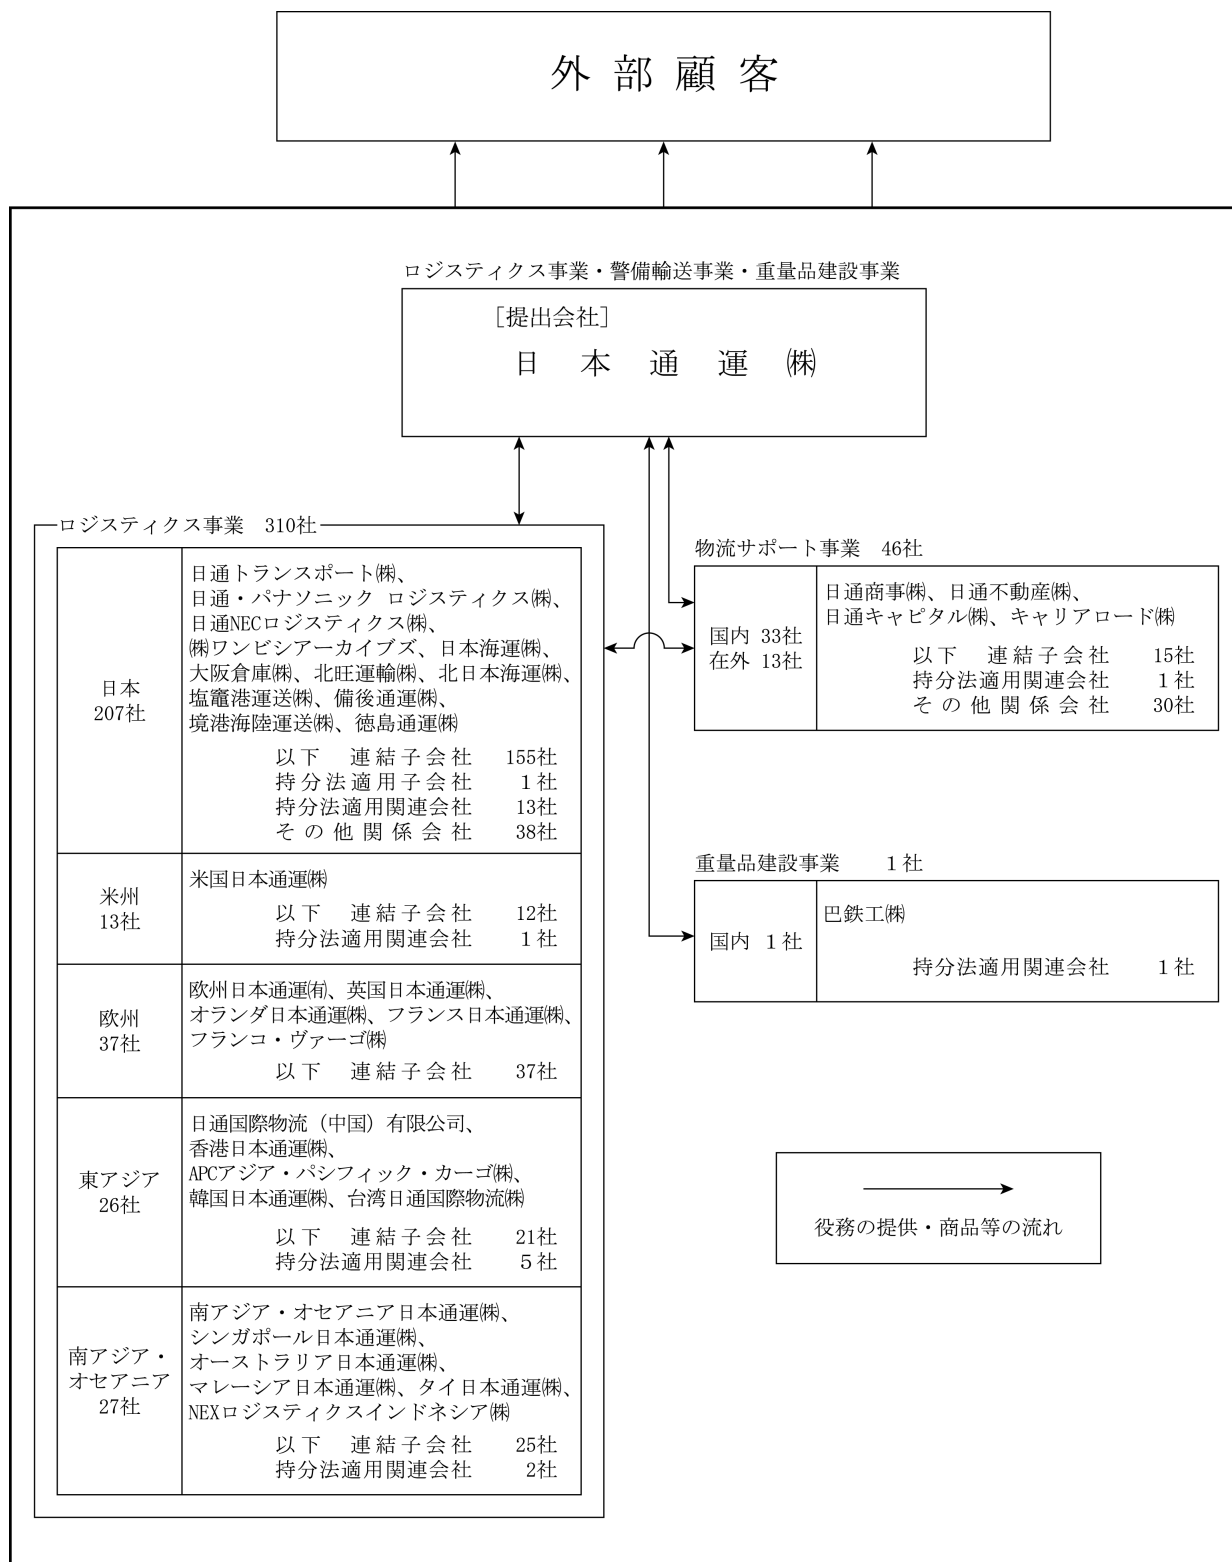 外部顧客
ロジスティクス事業・警備輸送事業・重量品建設事業
［提出会社］
日本通運㈱
ロジスティクス事業　310社
日本
207社
日通トランスポート㈱、
日通・パナソニック ロジスティクス㈱、
日通NECロジスティクス㈱、
㈱ワンビシアーカイブズ、日本海運㈱、
大阪倉庫㈱、北旺運輸㈱、北日本海運㈱、
塩竈港運送㈱、備後通運㈱、
境港海陸運送㈱、徳島通運㈱
以下　連結子会社　155社
持分法適用子会社　１社
持分法適用関連会社　13社
その他関係会社　38社
米州
13社
米国日本通運㈱
以下　連結子会社　12社
持分法適用関連会社　１社
欧州
37社
欧州日本通運㈲、英国日本通運㈱、
オランダ日本通運㈱、フランス日本通運㈱、
フランコ・ヴァーゴ㈱
以下　連結子会社　37社
東アジア
26社
日通国際物流（中国）有限公司、
香港日本通運㈱、
APCアジア・パシフィック・カーゴ㈱、
韓国日本通運㈱、台湾日通国際物流㈱
以下　連結子会社　21社
持分法適用関連会社　５社
南アジア・
オセアニア
27社
南アジア・オセアニア日本通運㈱、
シンガポール日本通運㈱、
オーストラリア日本通運㈱、
マレーシア日本通運㈱、タイ日本通運㈱、
NEXロジスティクスインドネシア㈱
以下　連結子会社　25社
持分法適用関連会社　2社
物流サポート事業　46社
国内 33社
在外 13社
日通商事㈱、日通不動産㈱、
日通キャピタル㈱、キャリアロード㈱
以下　連結子会社　15社
持分法適用関連会社　１社
その他関係会社　30社
重量品建設事業　１社
国内 １社
巴鉄工㈱
持分法適用関連会社　１社
役務の提供・商品等の流れ